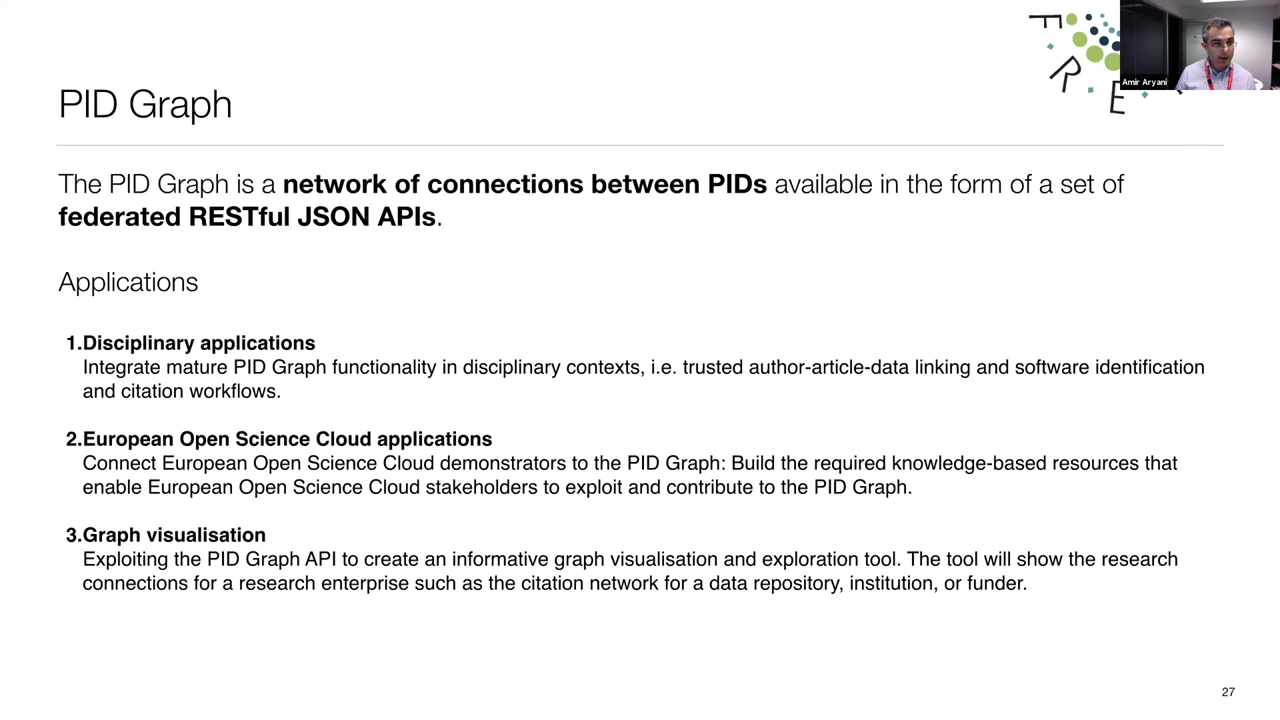 F
R
E
Amir Aryani
PID Graph
The PID Graph is a network of connections between PIDs available in the form of a set of
federated RESTful JSON APIs.
Applications
1.Disciplinary applications
Integrate mature PID Graph functionality in disciplinary contexts, i.e. trusted author-article-data linking and software identification
and citation workflows.
2.European Open Science Cloud applications
Connect European Open Science Cloud demonstrators to the PID Graph: Build the required knowledge-based resources that
enable European Open Science Cloud stakeholders to exploit and contribute to the PID Graph.
3.Graph visualisation
Exploiting the PID Graph API to create an informative graph visualisation and exploration tool. The tool will show the research
connections for a research enterprise such as the citation network for a data repository, institution, or funder.
27